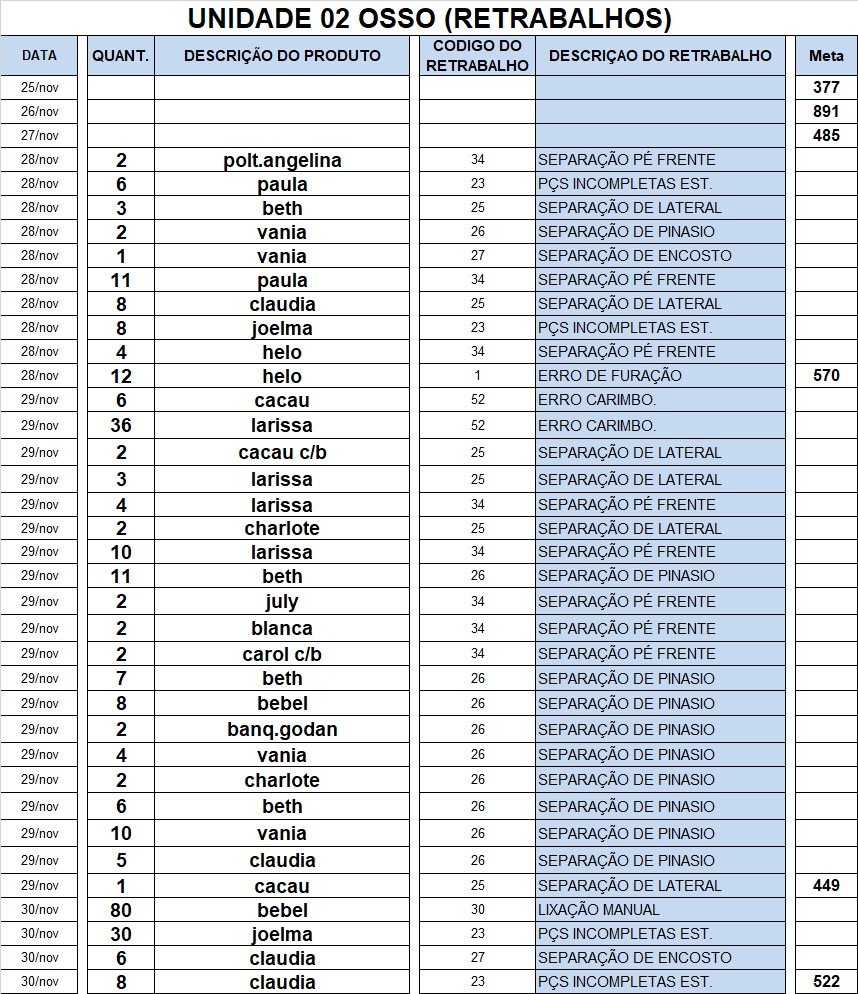 UNIDADE 02 OSSO (RETRABALHOS)
DATA QUANT. DESCRIÇÃO DO PRODUTO CODIGO DO RETRABALHO DESCRIÇAO DO RETRABALHO Meta
25/nov 377
26/nov 891
27/nov 485
28/nov 2 polt.angelina 34 SEPARAÇÃO PÉ FRENTE
28/nov 6 paula 23 PÇS INCOMPLETAS EST.
28/nov 3 beth 25 SEPARAÇÃO DE LATERAL
28/nov 2 vania 26 SEPARAÇÃO DE PINASIO
28/nov 1 vania 27 SEPARAÇÃO DE ENCOSTO
28/nov 11 paula 34 SEPARAÇÃO PÉ FRENTE
28/nov 8 claudia 25 SEPARAÇÃO DE LATERAL
28/nov 8 joelma 23 PÇS INCOMPLETAS EST.
28/nov 4 helo 34 SEPARAÇÃO PÉ FRENTE
28/nov 12 helo 1 ERRO DE FURAÇÃO 570
29/nov 6 cacau 52 ERRO CARIMBO.
29/nov 36 larissa 52 ERRO CARIMBO.
29/nov 2 cacau c/b 25 SEPARAÇÃO DE LATERAL
29/nov 3 larissa 25 SEPARAÇÃO DE LATERAL
29/nov 4 larissa 34 SEPARAÇÃO PÉ FRENTE
29/nov 2 charlote 25 SEPARAÇÃO DE LATERAL
29/nov 10 larissa 34 SEPARAÇÃO PÉ FRENTE
29/nov 11 beth 26 SEPARAÇÃO DE PINASIO
29/nov 2 july 34 SEPARAÇÃO PÉ FRENTE
29/nov 2 blanca 34 SEPARAÇÃO PÉ FRENTE
29/nov 2 carol c/b 34 SEPARAÇÃO PÉ FRENTE
29/nov 7 beth 26 SEPARAÇÃO DE PINASIO
29/nov 8 bebel 26 SEPARAÇÃO DE PINASIO
29/nov 2 banq.godan 26 SEPARAÇÃO DE PINASIO
29/nov 4 vania 26 SEPARAÇÃO DE PINASIO
29/nov 2 charlote 26 SEPARAÇÃO DE PINASIO
29/nov 6 beth 26 SEPARAÇÃO DE PINASIO
29/nov 10 vania 26 SEPARAÇÃO DE PINASIO
29/nov 5 claudia 26 SEPARAÇÃO DE PINASIO
29/nov 1 cacau 25 SEPARAÇÃO DE LATERAL 449
30/nov 80 bebel 30 LIXAÇÃO MANUAL
30/nov 30 joelma 23 PÇS INCOMPLETAS EST.
30/nov 6 claudia 27 SEPARAÇÃO DE ENCOSTO
30/nov 8 claudia 23 PÇS INCOMPLETAS EST. 522